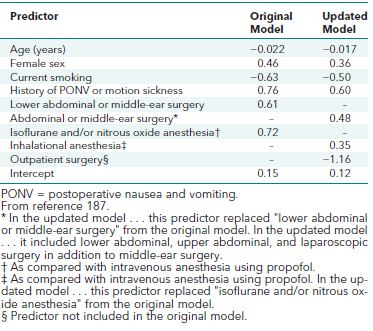 Predictor Original Updated
Model Model
Age (years) −0.022 −0.017
Female sex 0.46 0.36
Current smoking −0.63 −0.50
History of PONV or motion sickness 0.76 0.60
Lower abdominal or middle-ear surgery 0.61 -
Abdominal or middle-ear surgery* - 0.48
Isoflurane and/or nitrous oxide anesthesia† 0.72 -
Inhalational anesthesia‡ - 0.35
Outpatient surgery§ - −1.16
Intercept 0.15 0.12
PONV = postoperative nausea and vomiting.
From reference 187.
* In the updated model . . . this predictor replaced "lower abdominal
or middle-ear surgery" from the original model. In the updated model
. . . it included lower abdominal, upper abdominal, and laparoscopic
surgery in addition to middle-ear surgery.
† As compared with intravenous anesthesia using propofol.
‡ As compared with intravenous anesthesia using propofol. In the up-
dated model . . . this predictor replaced "isoflurane and/or nitrous ox-
ide anesthesia" from the original model.
§ Predictor not included in the original model.